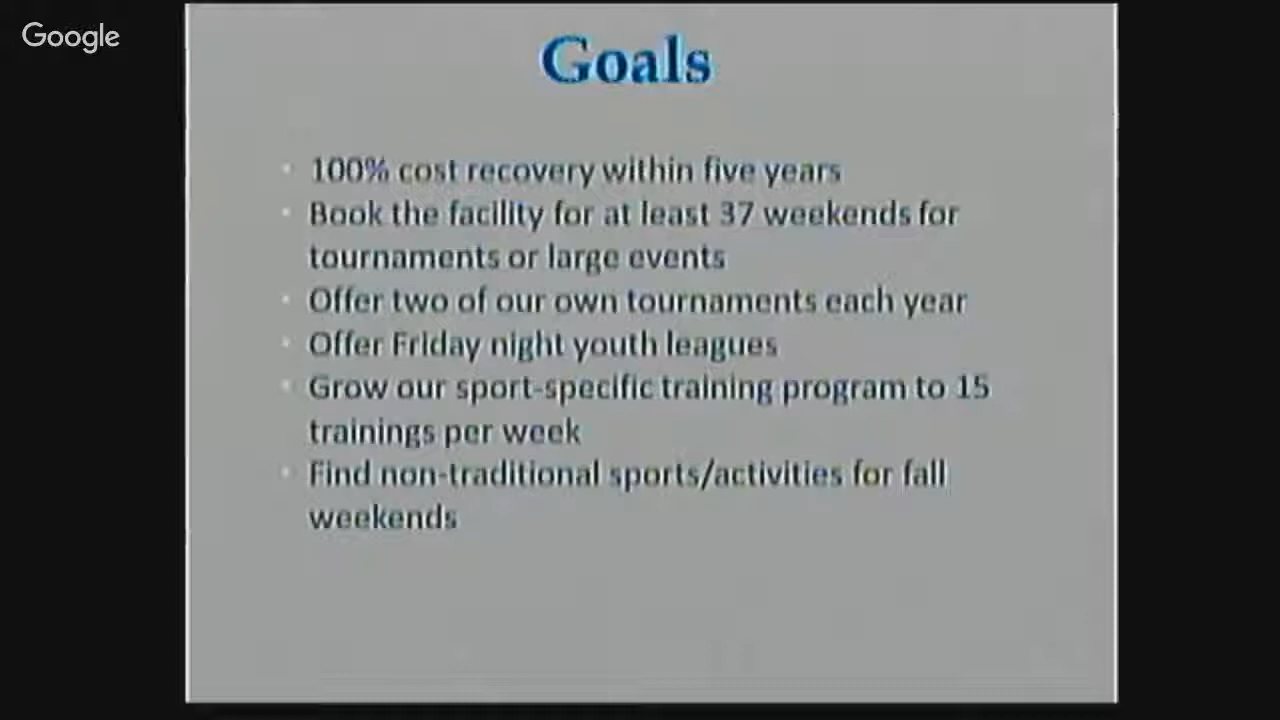 Google
Goals
100% cost recovery within five years
Book the facility for at least 37 weekends for
tournaments or large events
Offer two of our own tournaments each year
Offer Friday night youth leagues
Grow our sport-specific training program to 15
trainings per week
Find non-traditional sports/activities for fall
weekends